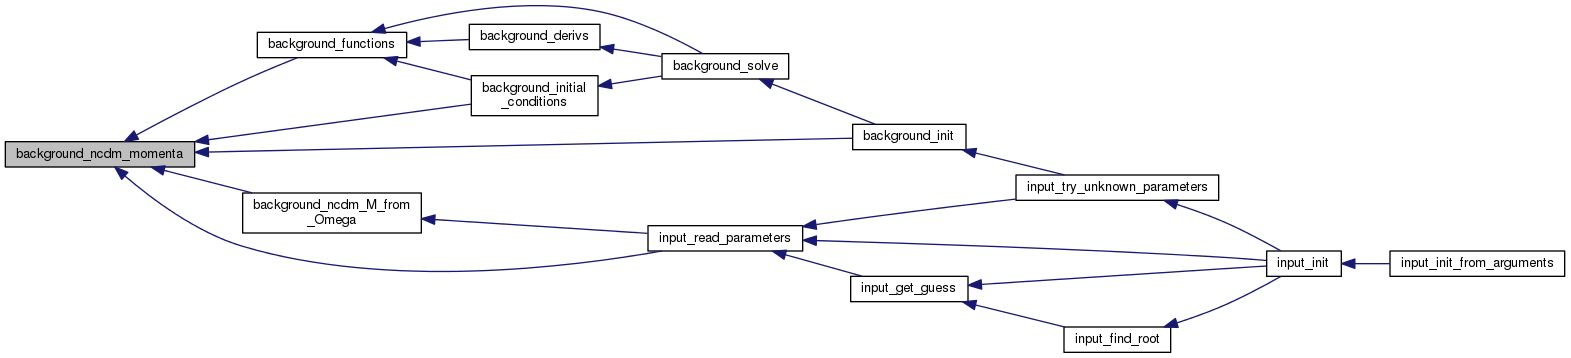 background_functions
background_derivs
background_solve
background_initial
_conditions
background_init
background_ncdm_momenta
input_try_unknown_parameters
background_ncdm_M_from
_Omega
input_read_parameters
input_init
input_init_from_arguments
input_get_guess
input_find_root